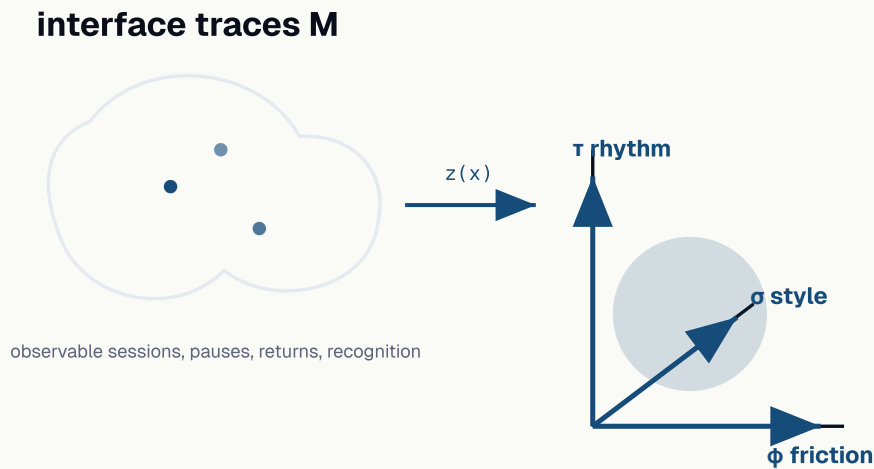 interface traces M
z(x)
τ rhythm
σ style
observable sessions, pauses, returns, recognition
ϕ friction